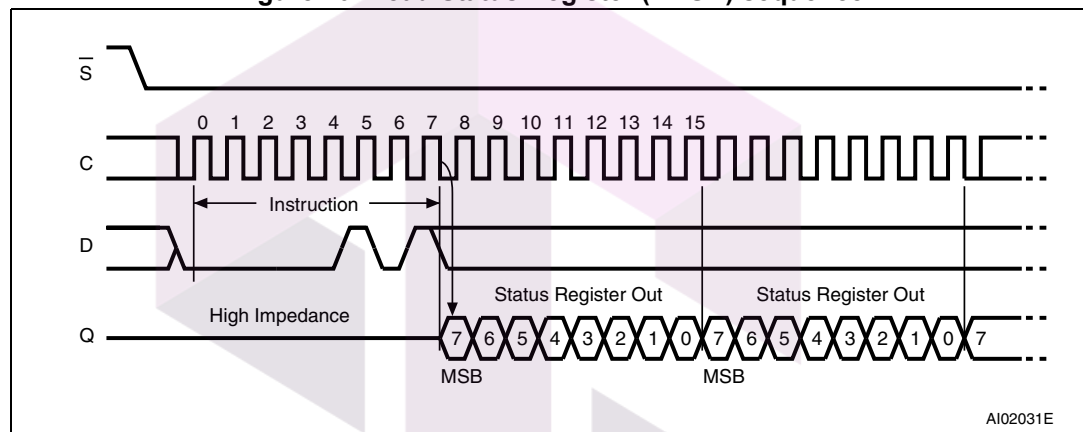 S
0 1 2 3 4 5 6 7 8 9 10 11 12 13 14 15
C
Instruction
D
Status Register Out Status Register Out
High Impedance
Q 7 6 5 4 3 2 1 0 7 6 5 4 3 2 1 0 7
MSB MSB
AI02031E